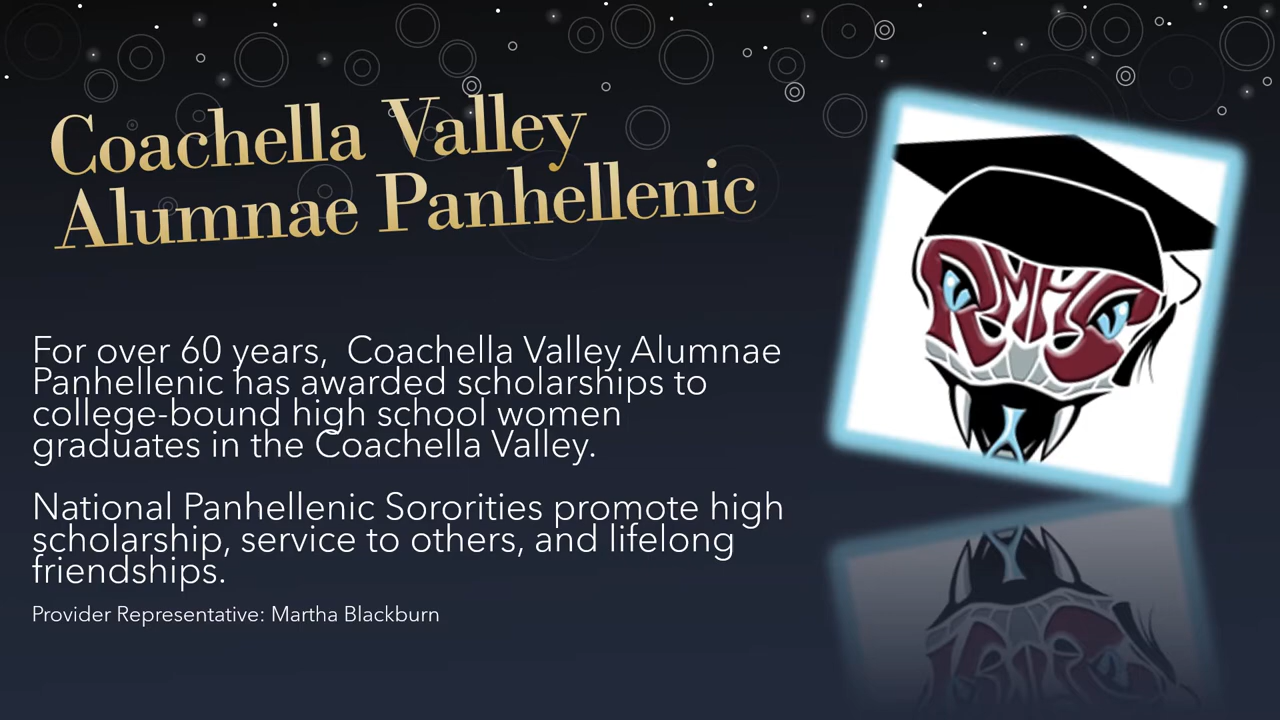 Coachella Valley
Alumnae Panhellenic
For over 60 years,  Coachella Valley Alumnae
Panhellenic has awarded scholarships to
college-bound high school women
graduates in the Coachella Valley.
National Panhellenic Sororities promote high
scholarship, service to others, and lifelong
friendships.
Provider Representative: Martha Blackburn
RMHS